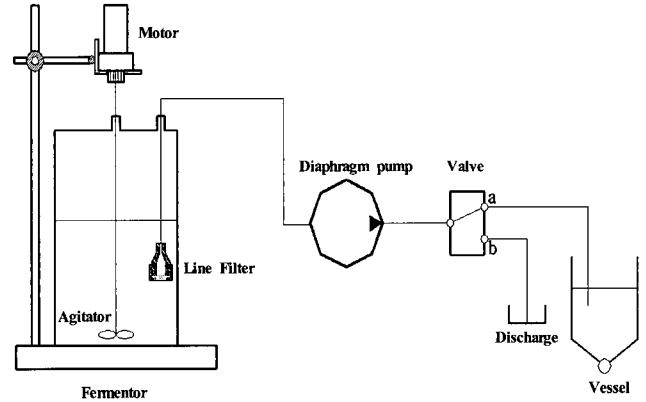 Motor
Diaphragm pump
Valve
a
b
Line Filter
Agitator
Discharge
Vessel
Fermentor